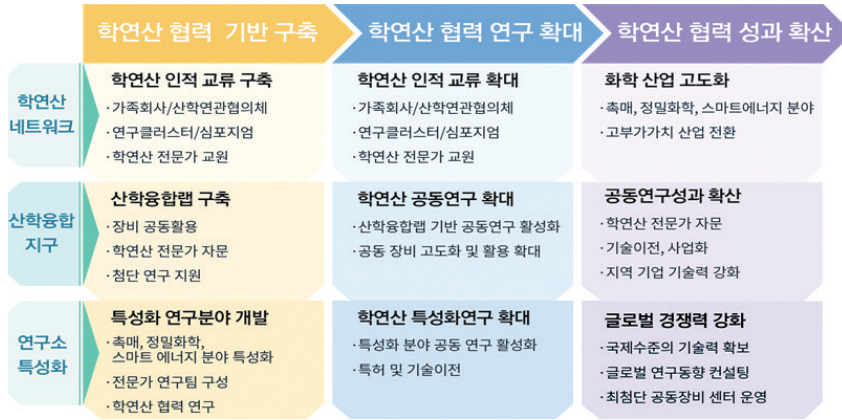 학연산 협력 기반 구축
학연산 협력 연구 확대
학연산 협력 성과 확산
학연산
네트워크
학연산 인적 교류 구축
·가족회사/산학연관협의체
·연구클러스터/심포지엄
·학연산 전문가 교원
학연산 인적 교류 확대
·가족회사/산학연관협의체
·연구클러스터/심포지엄
·학연산 전문가 교원
화학 산업 고도화
·촉매, 정밀화학, 스마트에너지 분야
·고부가가치 산업 전환
산학융합
지구
산학융합랩 구축
·장비 공동활용
·학연산 전문가 자문
·첨단 연구 지원
학연산 공동연구 확대
·산학융합랩 기반 공동연구 활성화
·공동 장비 고도화 및 활용 확대
공동연구성과 확산
·학연산 전문가 자문
·기술이전, 사업화
·지역 기업 기술력 강화
연구소
특성화
특성화 연구분야 개발
·촉매, 정밀화학,
스마트 에너지 분야 특성화
·전문가 연구팀 구성
·학연산 협력 연구
학연산 특성화연구 확대
·특성화 분야 공동 연구 활성화
·특허 및 기술이전
글로벌 경쟁력 강화
·국제수준의 기술력 확보
·글로벌 연구동향 컨설팅
·최첨단 공동장비 센터 운영